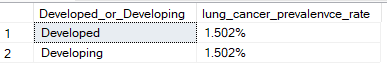 Developed_or_Developing lung_cancer_prevalenvce_rate
1 Developed 1.502%
2 Developing 1.502%